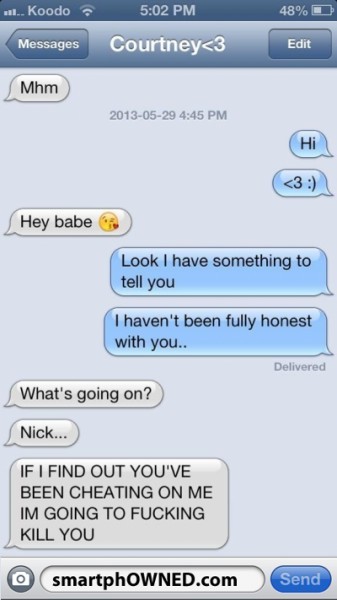 Koodo 5:02 PM 48%
Messages Courtney<3 Edit
Mhm
2013-05-29 4:45 PM
Hi
<3 :)
Hey babe 😘
Look I have something to
tell you
I haven't been fully honest
with you..
Delivered
What's going on?
Nick...
IF I FIND OUT YOU'VE
BEEN CHEATING ON ME
IM GOING TO FUCKING
KILL YOU
smartphOWNED.com Send